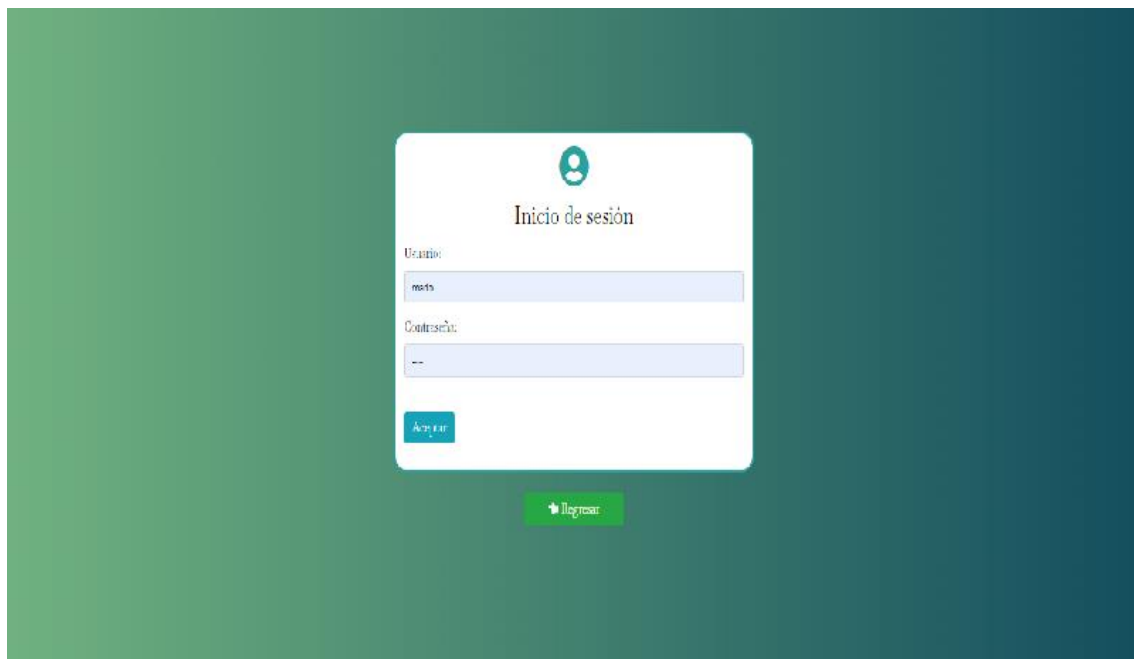 Inicio de sesión
Usuario:
Contraseña:
Aceptar
Regresar